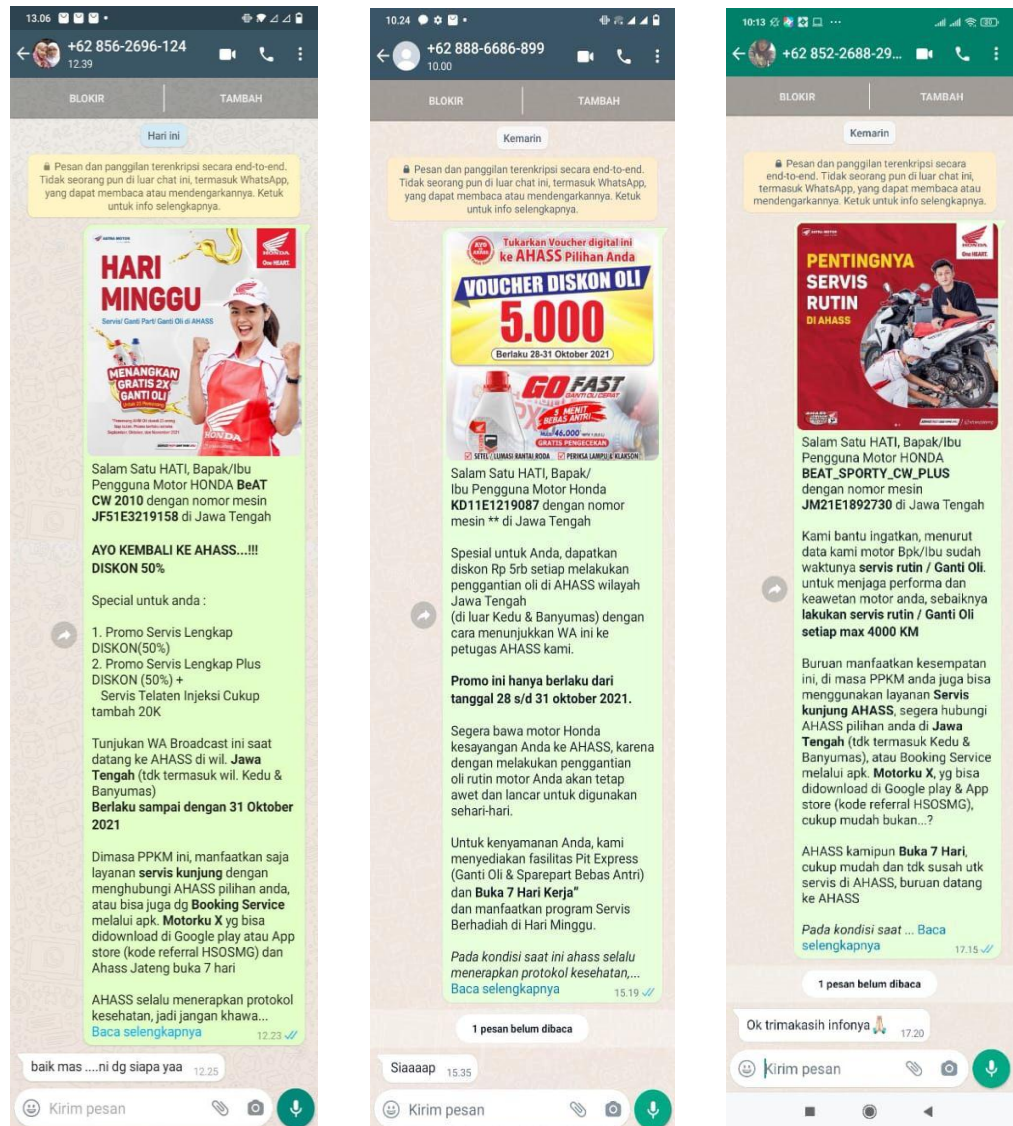 13.06
+62 856-2696-124
12.39
BLOKIR
TAMBAH
Hari ini
Pesan dan panggilan terenkripsi secara end-to-end.
Tidak seorang pun di luar chat ini, termasuk WhatsApp,
yang dapat membaca atau mendengarkannya. Ketuk
untuk info selengkapnya.
ASTRA MOTOR
HONDA
One HEART.
HARI
MINGGU
Servis/ Ganti Part/ Ganti Oli di AHASS
MENANGKAN
GRATIS 2X
GANTI OLI
HONDA
Salam Satu HATI, Bapak/Ibu
Pengguna Motor HONDA BeAT
CW 2010 dengan nomor mesin
JF51E3219158 di Jawa Tengah
AYO KEMBALI KE AHASS...!!!
DISKON 50%
Special untuk anda :
1. Promo Servis Lengkap
DISKON(50%)
2. Promo Servis Lengkap Plus
DISKON (50%) +
Servis Telaten Injeksi Cukup
tambah 20K
Tunjukan WA Broadcast ini saat
datang ke AHASS di wil. Jawa
Tengah (tdk termasuk wil. Kedu &
Banyumas)
Berlaku sampai dengan 31 Oktober
2021
Dimasa PPKM ini, manfaatkan saja
layanan servis kunjung dengan
menghubungi AHASS pilihan anda,
atau bisa juga dg Booking Service
melalui apk. Motorku X yg bisa
didownload di Google play atau App
store (kode referral HSOSMG) dan
Ahass Jateng buka 7 hari
AHASS selalu menerapkan protokol
kesehatan, jadi jangan khawa...
Baca selengkapnya
12.23
baik mas ....ni dg siapa yaa 12.25
Kirim pesan
10.24
+62 888-6686-899
10.00
BLOKIR
TAMBAH
Kemarin
Pesan dan panggilan terenkripsi secara end-to-end.
Tidak seorang pun di luar chat ini, termasuk WhatsApp,
yang dapat membaca atau mendengarkannya. Ketuk
untuk info selengkapnya.
Tukarkan Voucher digital ini
ke AHASS Pilihan Anda
VOUCHER DISKON OLI
5.000
Berlaku 28-31 Oktober 2021
GO FAST
GANTI OLI CEPAT
5 MENIT
BEBAS ANTRI
46.000
GRATIS PENGECEKAN
SETEL / LUMASI RANTAI RODA
PERIKSA LAMPU & KLAKSON
Salam Satu HATI, Bapak/
Ibu Pengguna Motor Honda
KD11E1219087 dengan nomor
mesin ** di Jawa Tengah
Spesial untuk Anda, dapatkan
diskon Rp 5rb setiap melakukan
penggantian oli di AHASS wilayah
Jawa Tengah
(di luar Kedu & Banyumas) dengan
cara menunjukkan WA ini ke
petugas AHASS kami.
Promo ini hanya berlaku dari
tanggal 28 s/d 31 oktober 2021.
Segera bawa motor Honda
kesayangan Anda ke AHASS, karena
dengan melakukan penggantian
oli rutin motor Anda akan tetap
awet dan lancar untuk digunakan
sehari-hari.
Untuk kenyamanan Anda, kami
menyediakan fasilitas Pit Express
(Ganti Oli & Sparepart Bebas Antri)
dan Buka 7 Hari Kerja"
dan manfaatkan program Servis
Berhadiah di Hari Minggu.
Pada kondisi saat ini ahass selalu
menerapkan protokol kesehatan,...
Baca selengkapnya
15.19
1 pesan belum dibaca
Siaaaap 15.35
Kirim pesan
10:13
+62 852-2688-29...
BLOKIR
TAMBAH
Kemarin
Pesan dan panggilan terenkripsi secara
end-to-end. Tidak seorang pun di luar chat ini,
termasuk WhatsApp, yang dapat membaca atau
mendengarkannya. Ketuk untuk info selengkapnya.
ASTRA MOTOR
HONDA
One HEART.
PENTINGNYA
SERVIS
RUTIN
DI AHASS
Salam Satu HATI, Bapak/Ibu
Pengguna Motor HONDA
BEAT_SPORTY_CW_PLUS
dengan nomor mesin
JM21E1892730 di Jawa Tengah
Kami bantu ingatkan, menurut
data kami motor Bpk/Ibu sudah
waktunya servis rutin / Ganti Oli.
untuk menjaga performa dan
keawetan motor anda, sebaiknya
lakukan servis rutin / Ganti Oli
setiap max 4000 KM
Buruan manfaatkan kesempatan
ini, di masa PPKM anda juga bisa
menggunakan layanan Servis
kunjung AHASS, segera hubungi
AHASS pilihan anda di Jawa
Tengah (tdk termasuk Kedu &
Banyumas), atau Booking Service
melalui apk. Motorku X, yg bisa
didownload di Google play & App
store (kode referral HSOSMG),
cukup mudah bukan...?
AHASS kamipun Buka 7 Hari,
cukup mudah dan tdk susah utk
servis di AHASS, buruan datang
ke AHASS
Pada kondisi saat ... Baca
selengkapnya
17.15
1 pesan belum dibaca
Ok trimakasih infonya 17.20
Kirim pesan